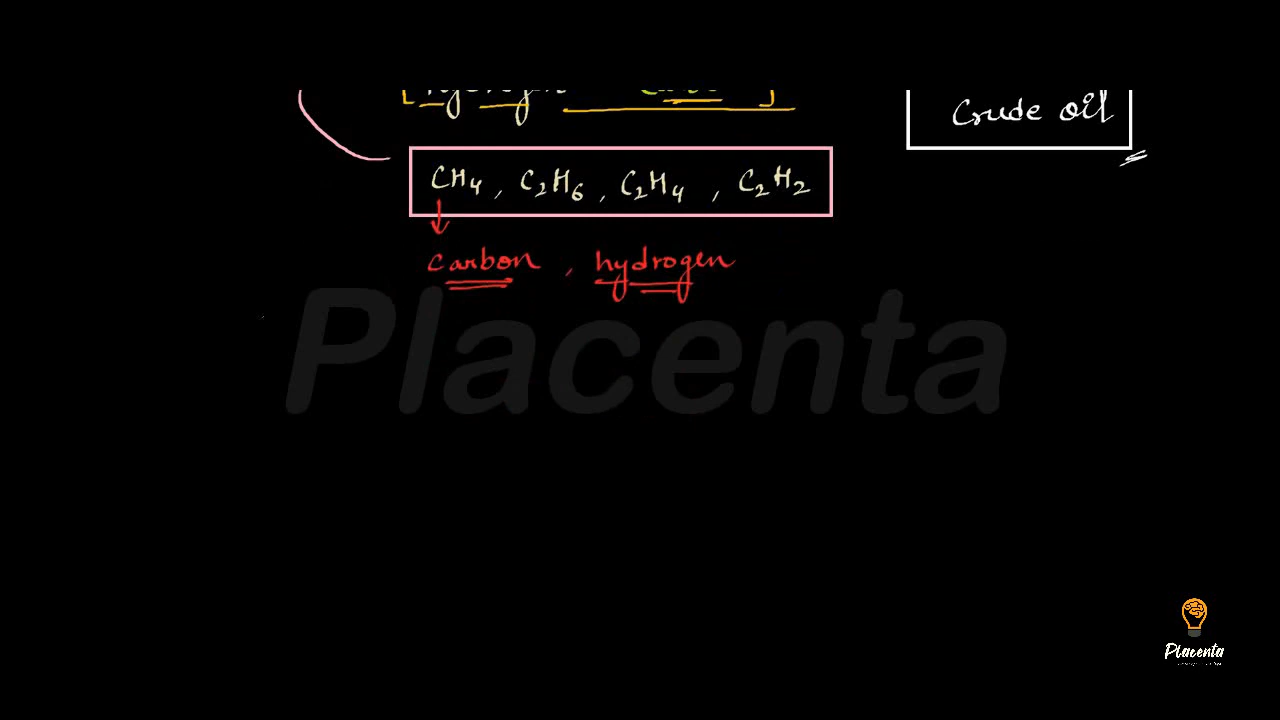 Crude oil
CH4, C2H6, C2H4, C2H2
carbon, hydrogen
Placenta
Placenta